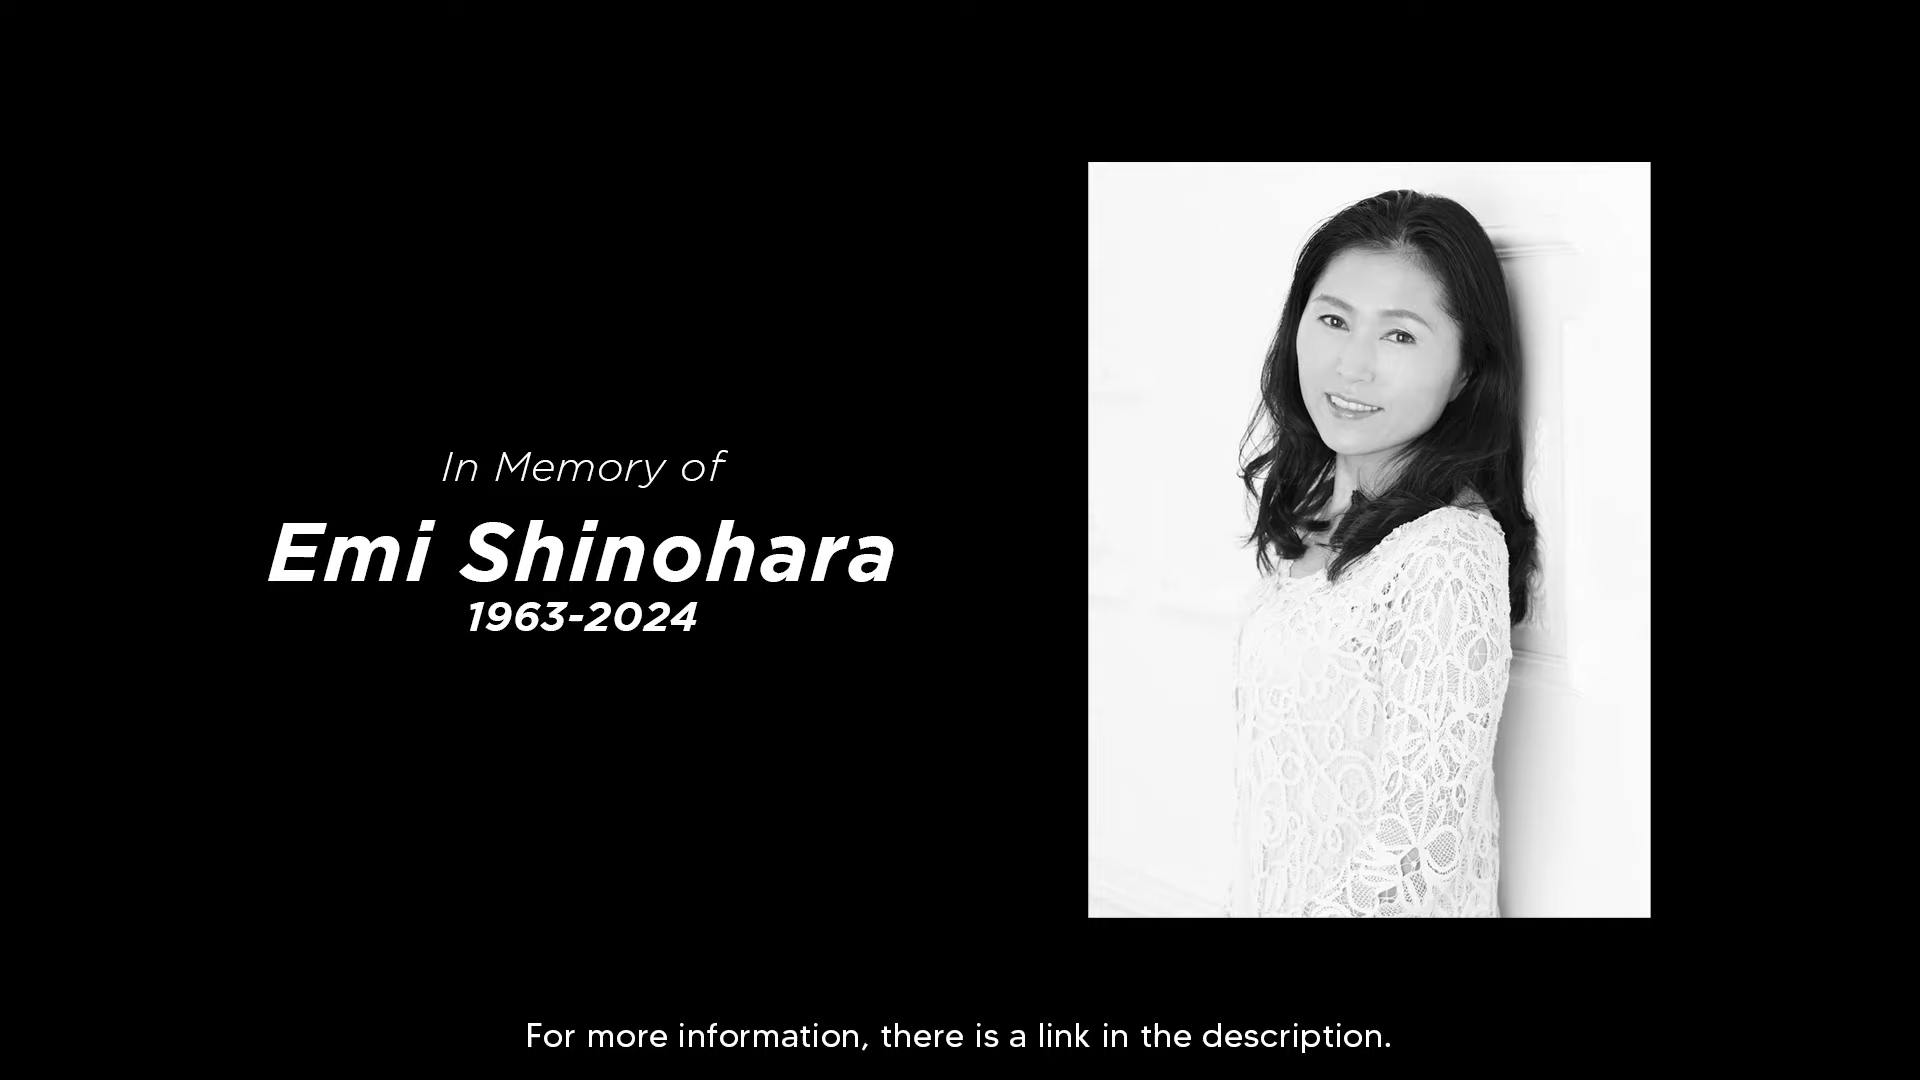 In Memory of
Emi Shinohara
1963-2024
For more information, there is a link in the description.